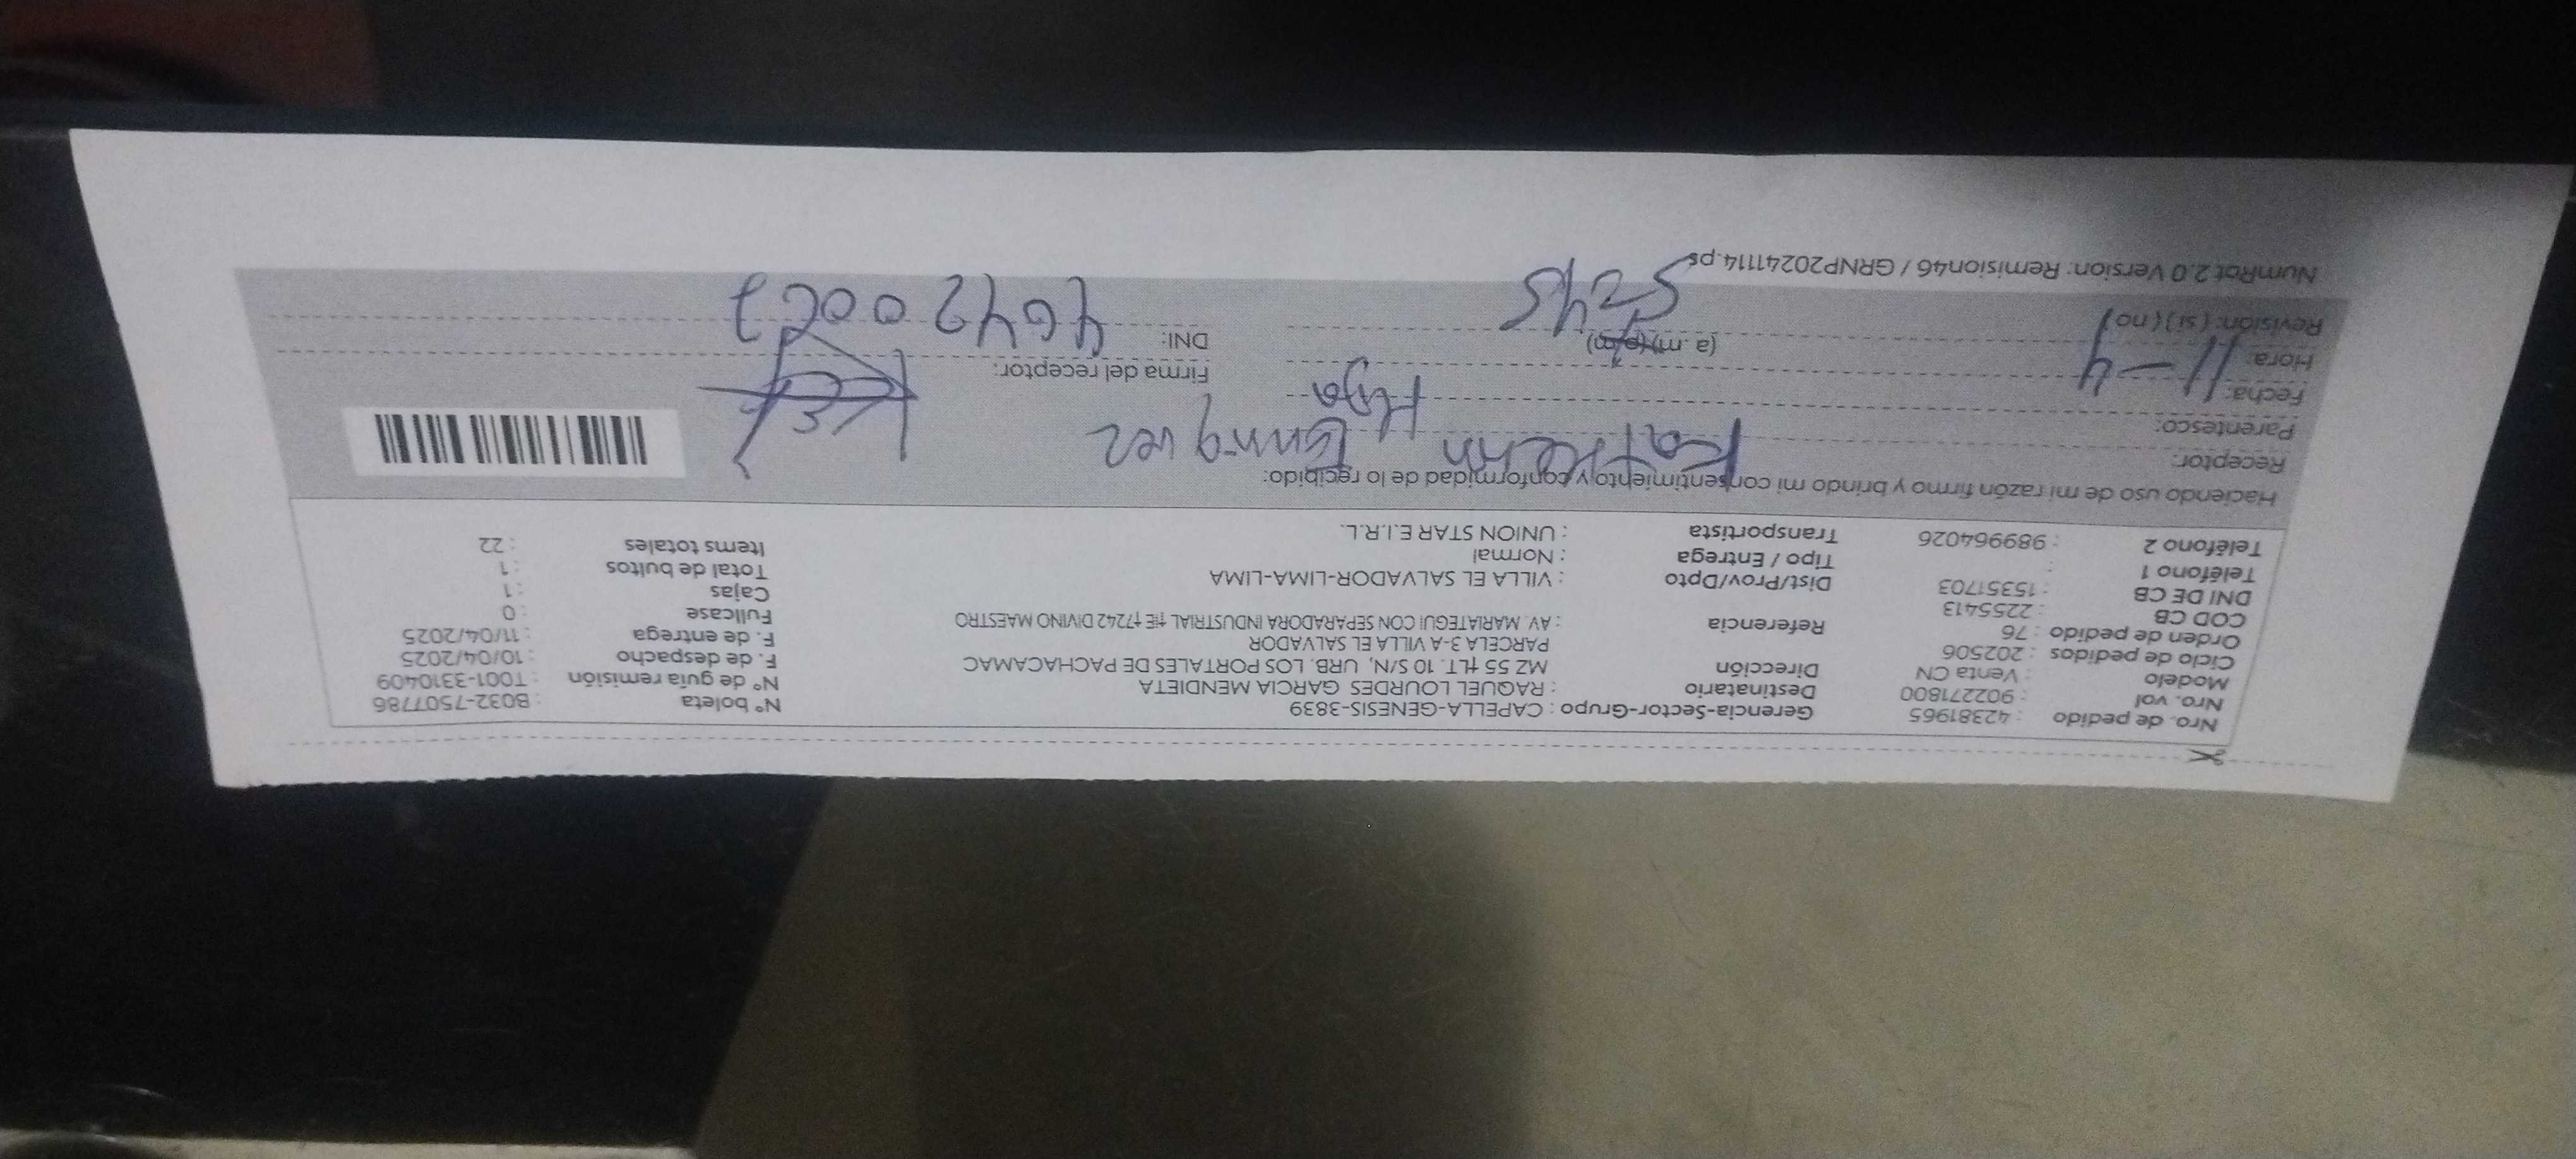 Nro. de pedido : 42381965 Gerencia-Sector-Grupo : CAPELLA-GENESIS-3839 N° boleta : B032-7507786
Nro. vol : 902271800 Destinatario : RAQUEL LOURDES GARCIA MENDIETA N° de guía remisión : T001-3310409
Modelo : Venta CN Dirección MZ 55 LT. 10 S/N, URB. LOS PORTALES DE PACHACAMAC F. de despacho : 10/04/2025
Ciclo de pedidos : 202506 PARCELA 3-A VILLA EL SALVADOR F. de entrega : 11/04/2025
Orden de pedido : 76 Referencia : AV. MARIATEGUI CON SEPARADORA INDUSTRIAL IE 7242 DIVINO MAESTRO Fullcase : 0
COD CB : 2255413 Cajas : 1
DNI DE CB : 15351703 Dist/Prov/Dpto : VILLA EL SALVADOR-LIMA-LIMA Total de bultos : 1
Teléfono 1 : Tipo / Entrega : Normal Items totales : 22
Teléfono 2 : 989964026 Transportista : UNION STAR E.I.R.L.
Haciendo uso de mi razón firmo y brindo mi consentimiento y conformidad de lo recibido:
Receptor:
Parentesco: Hija
Fecha: 11-4 Firma del receptor:
Hora: (a.m) (p.m) DNI:
Revisión: (si) (no)
NumRot 2.0 Version: Remision46 / GRNP20241114.ps